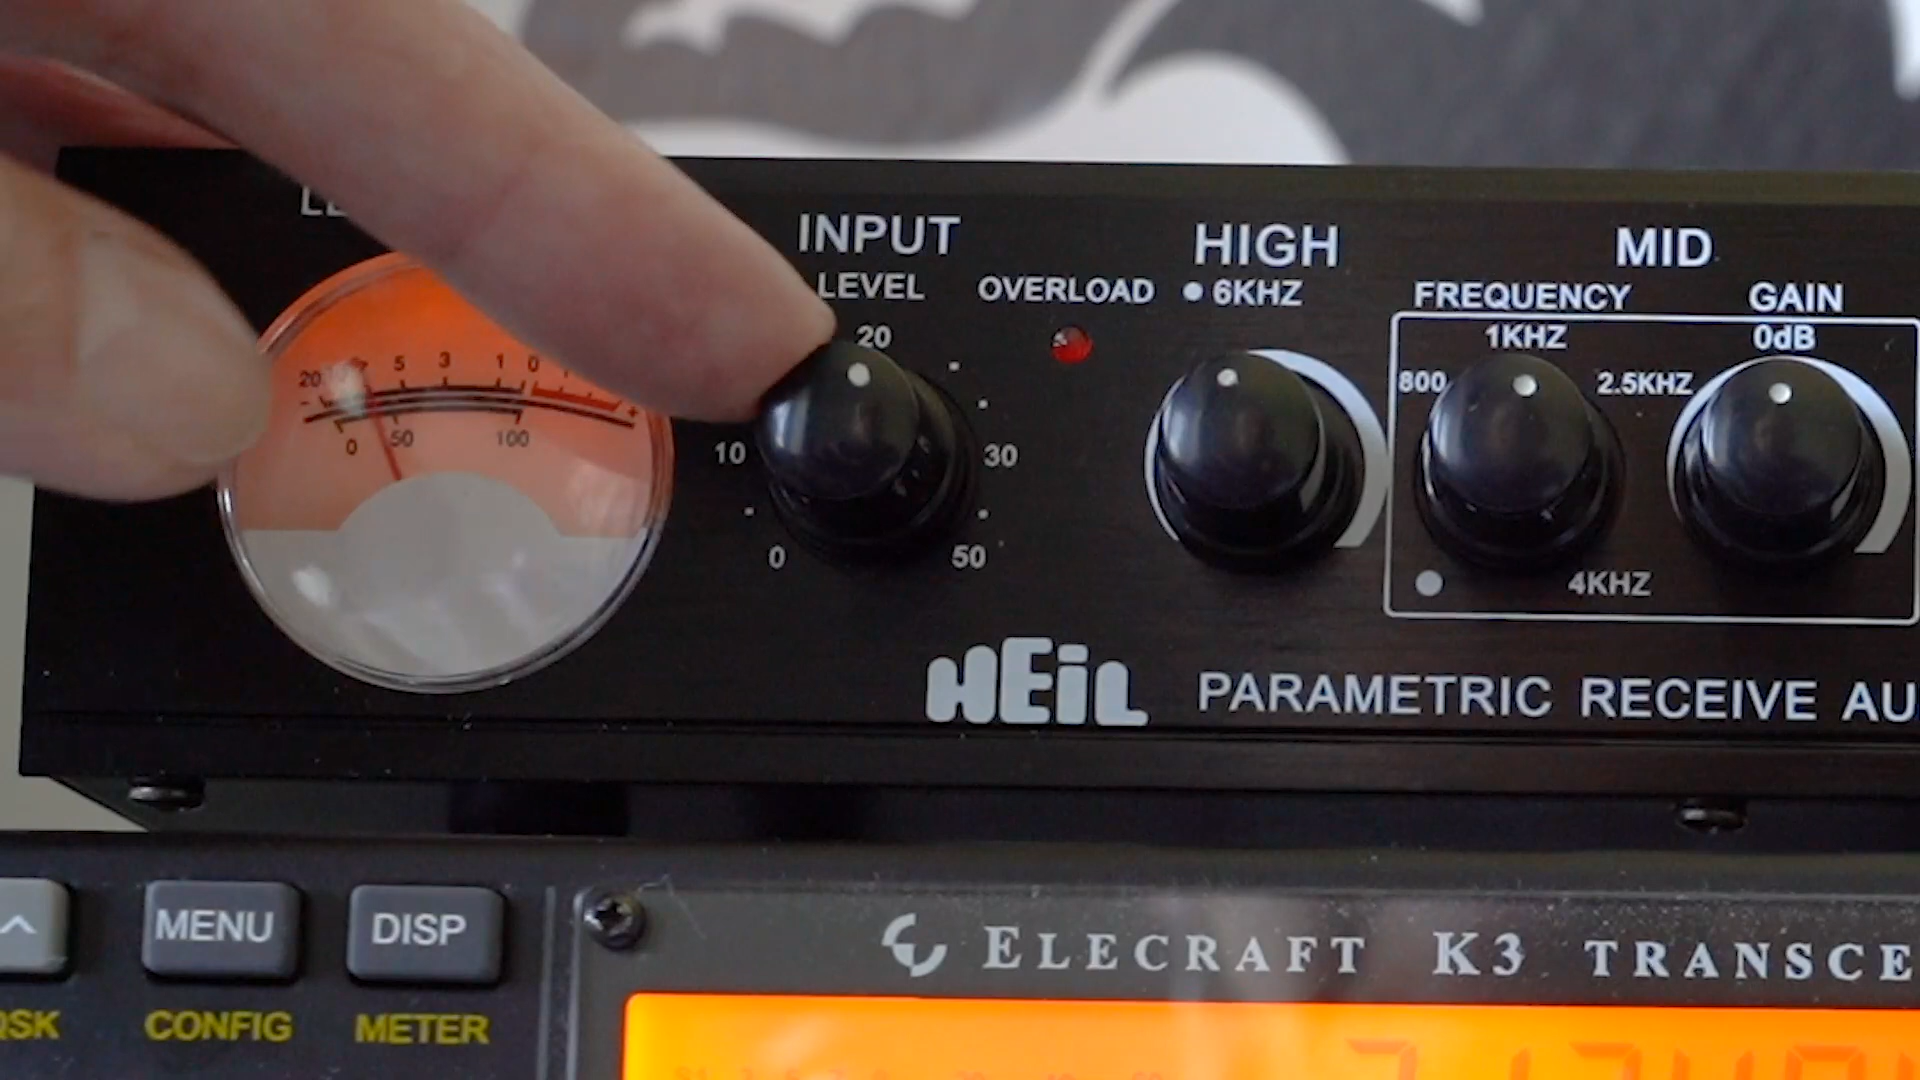 INPUT
LEVEL
OVERLOAD
HIGH
6KHZ
MID
FREQUENCY
GAIN
20
1KHZ
0dB
800
2.5KHZ
20
5
3
1
0
-
+
0
50
100
10
30
0
50
4KHZ
HEiL
PARAMETRIC RECEIVE AU
MENU
DISP
ELECRAFT K3 TRANSCE
QSK
CONFIG
METER